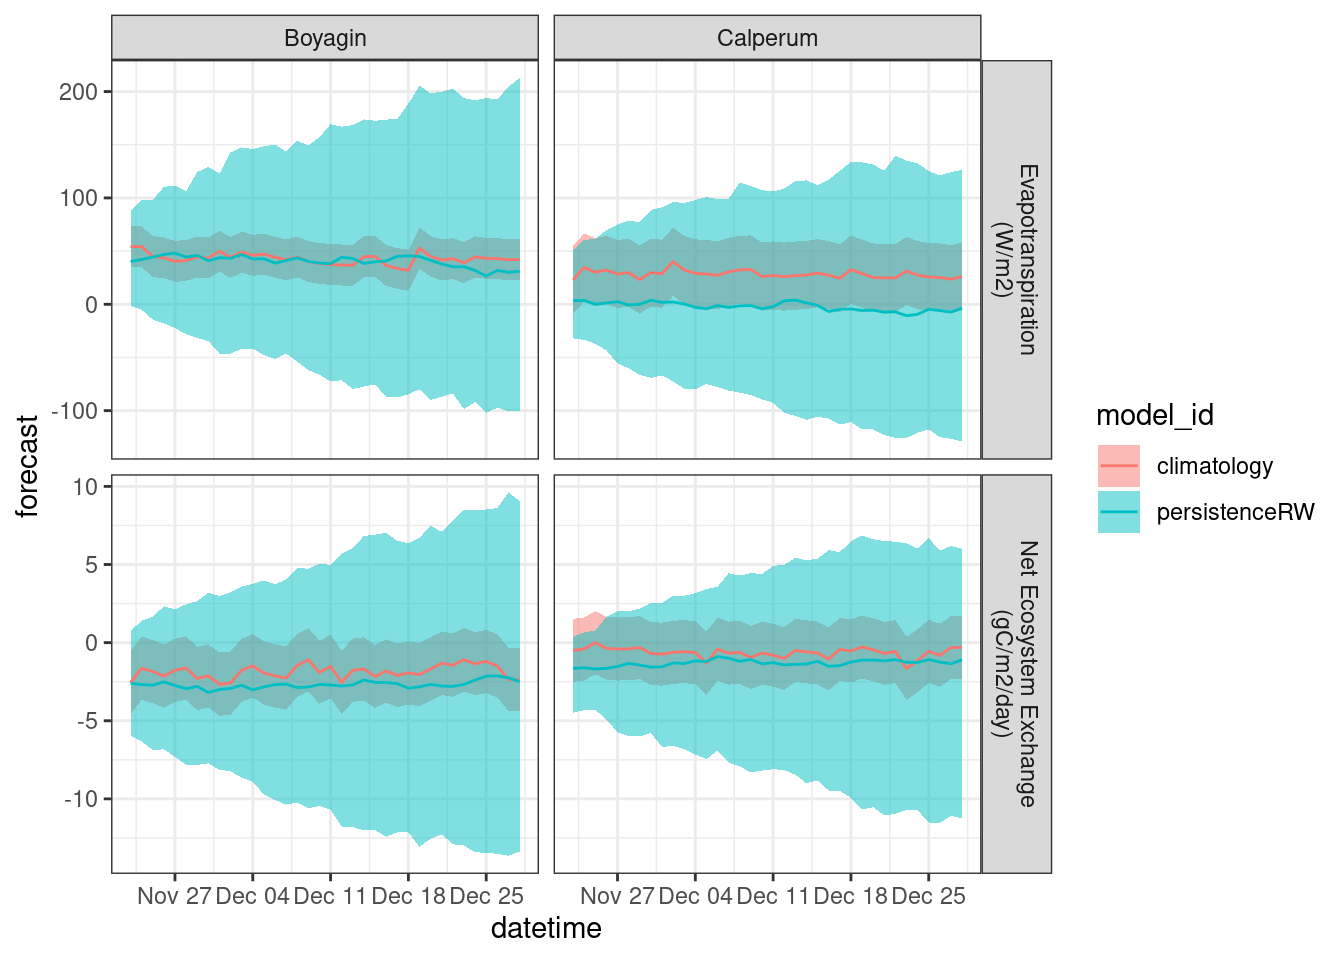 Boyagin
Calperum
200
100
0
-100
Evapotranspiration
(W/m2)
10
5
0
-5
-10
Net Ecosystem Exchange
(gC/m2/day)
forecast
Nov 27 Dec 04 Dec 11 Dec 18 Dec 25
Nov 27 Dec 04 Dec 11 Dec 18 Dec 25
datetime
model_id
climatology
persistenceRW